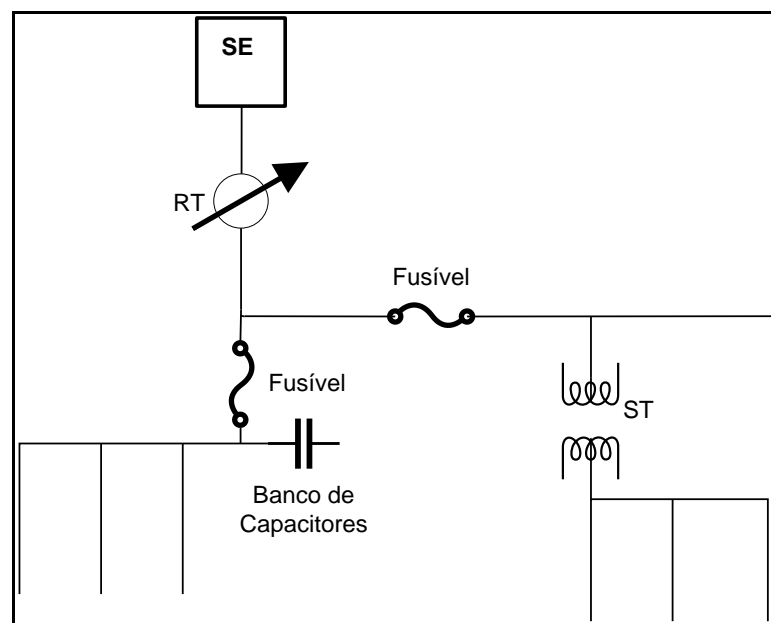 SE
RT
Fusível
Fusível
ST
Banco de
Capacitores